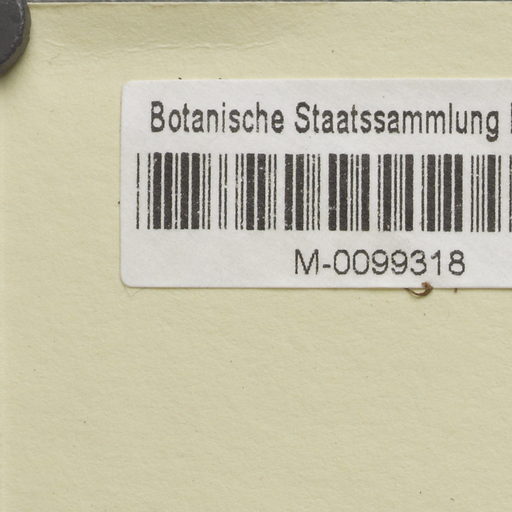 Botanische Staatssammlung
M-0099318